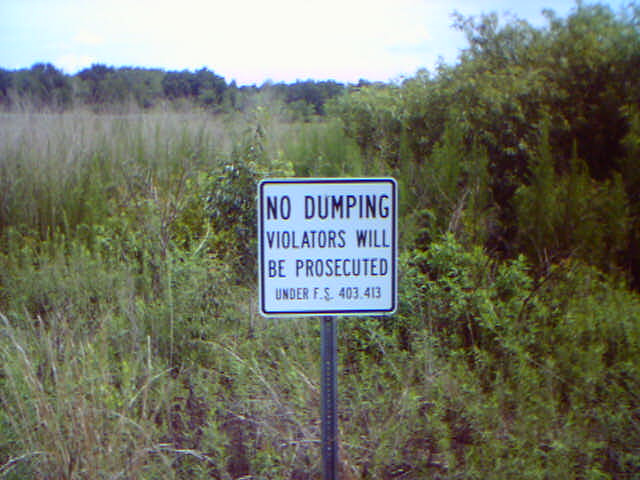 NO DUMPING
VIOLATORS WILL
BE PROSECUTED
UNDER F.S. 403.413